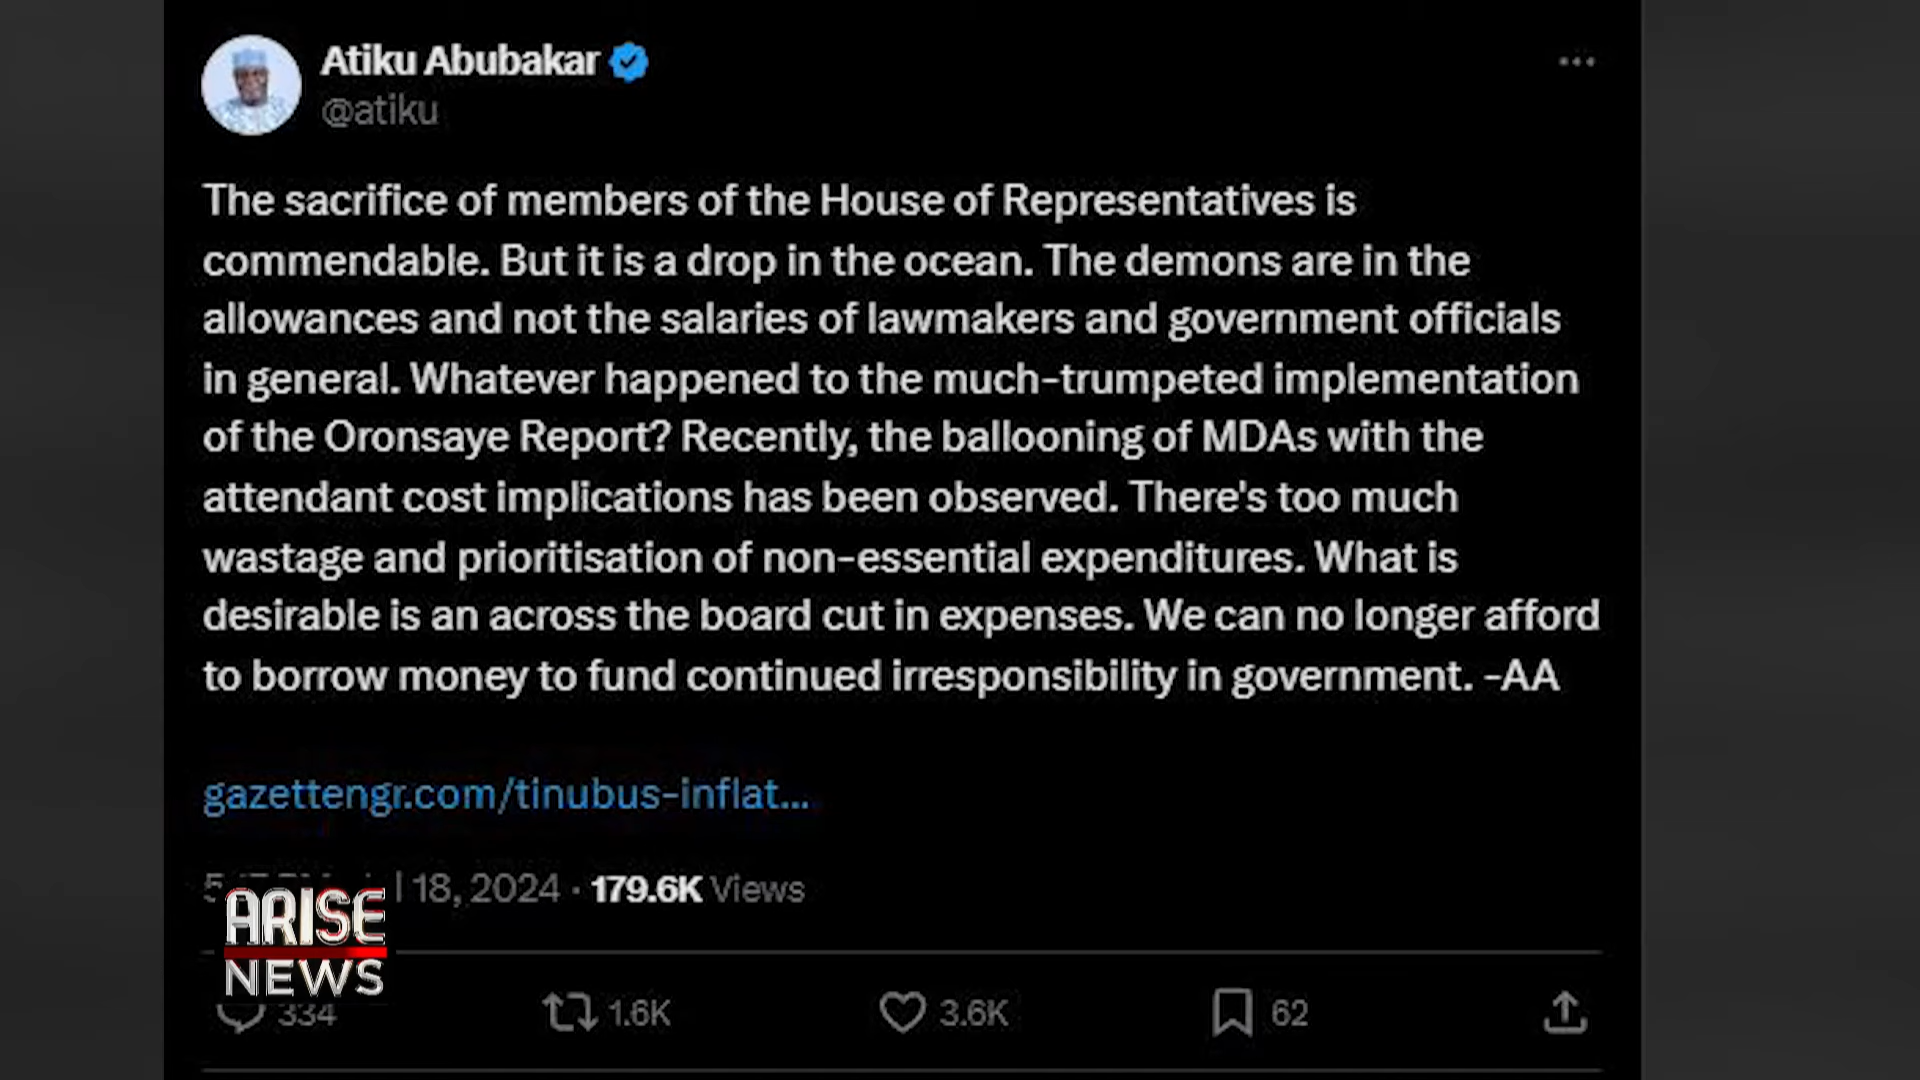 Atiku Abubakar
@atiku
The sacrifice of members of the House of Representatives is
commendable. But it is a drop in the ocean. The demons are in the
allowances and not the salaries of lawmakers and government officials
in general. Whatever happened to the much-trumpeted implementation
of the Oronsaye Report? Recently, the ballooning of MDAs with the
attendant cost implications has been observed. There's too much
wastage and prioritisation of non-essential expenditures. What is
desirable is an across the board cut in expenses. We can no longer afford
to borrow money to fund continued irresponsibility in government. -AA
gazettengr.com/tinubus-inflat...
18, 2024 · 179.6K Views
ARISE
NEWS
334 1.6K 3.6K 62